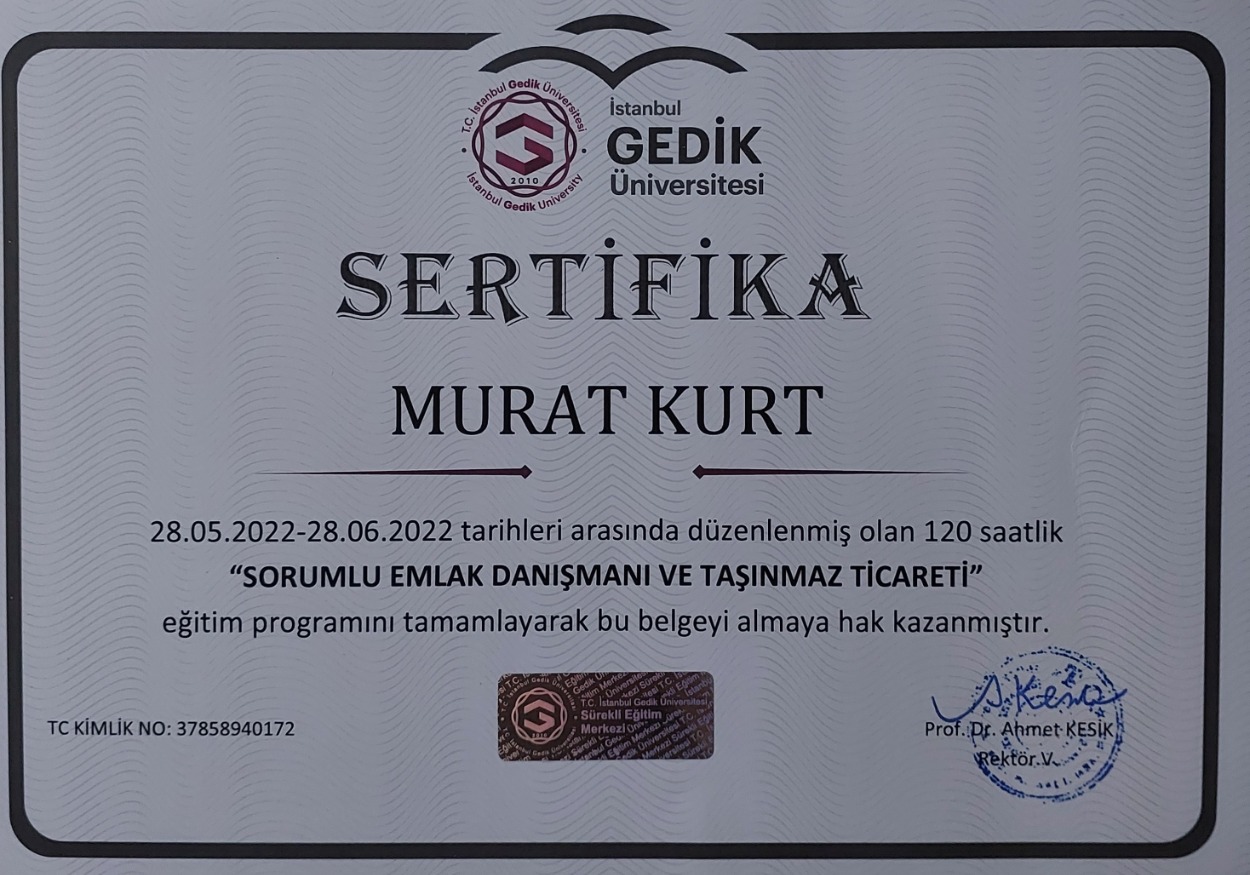 T.C. İstanbul Gedik Üniversitesi
2010
İstanbul Gedik University
İstanbul
GEDİK
Üniversitesi
SERTİFİKA
MURAT KURT
28.05.2022-28.06.2022 tarihleri arasında düzenlenmiş olan 120 saatlik
“SORUMLU EMLAK DANIŞMANI VE TAŞINMAZ TİCARETİ”
eğitim programını tamamlayarak bu belgeyi almaya hak kazanmıştır.
T.C. İstanbul Gedik Üniversitesi
Sürekli Eğitim
Merkezi
TC KİMLİK NO: 37858940172
Prof. Dr. Ahmet KESİK
Rektör V.